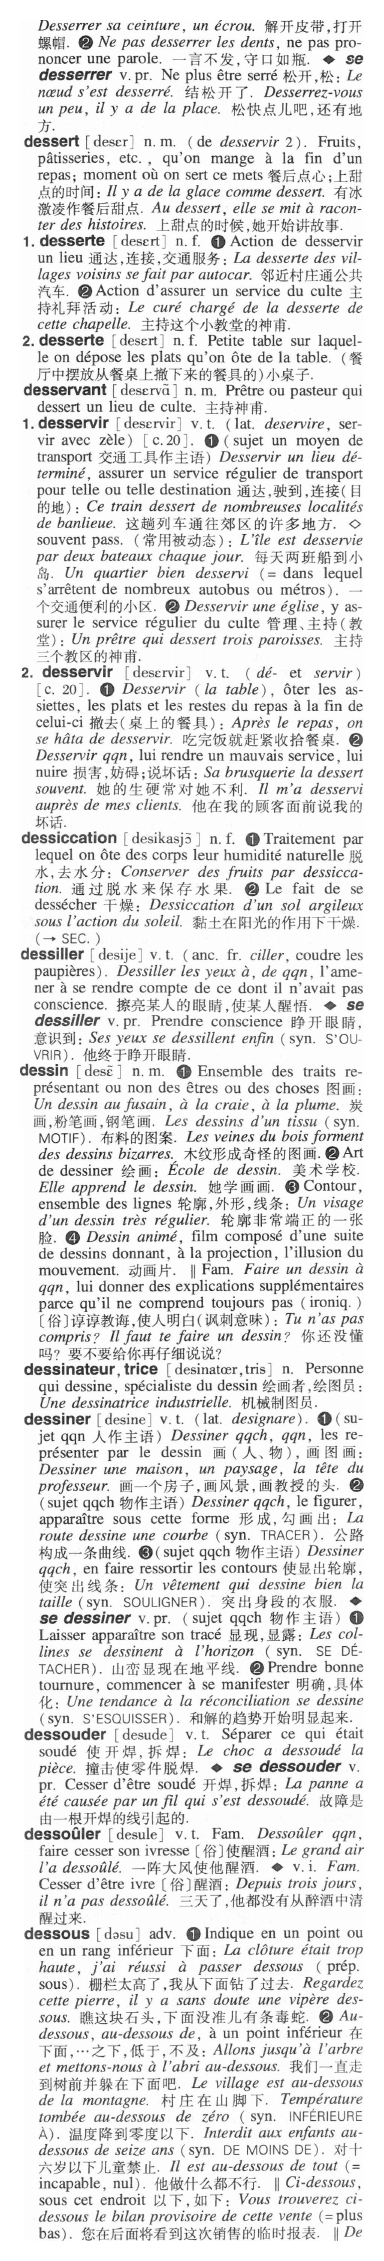 Desserrer sa ceinture, un écrou. 解开皮带,打开
螺帽. ❷ Ne pas desserrer les dents, ne pas pro-
noncer une parole. 一言不发,守口如瓶. ◆ se
desserrer v. pr. Ne plus être serré 松开,松: Le
nœud s'est desserré. 结松开了. Desserrez-vous
un peu, il y a de la place. 松快点儿吧,还有地
方.
dessert [desɛr] n. m. (de desservir 2). Fruits,
pâtisseries, etc., qu'on mange à la fin d'un
repas; moment où on sert ce mets 餐后点心;上甜
点的时间: Il y a de la glace comme dessert. 有冰
激凌作餐后甜点. Au dessert, elle se mit à racon-
ter des histoires. 上甜点的时候,她开始讲故事.
1. desserte [desɛrt] n. f. ❶ Action de desservir
un lieu 通达,连接,交通服务: La desserte des vil-
lages voisins se fait par autocar. 邻近村庄通公共
汽车. ❷ Action d'assurer un service du culte 主
持礼拜活动: Le curé chargé de la desserte de
cette chapelle. 主持这个小教堂的神甫.
2. desserte [desɛrt] n. f. Petite table sur laquel-
le on dépose les plats qu'on ôte de la table. (餐
厅中摆放从餐桌上撤下来的餐具的)小桌子.
desservant [desɛrvɑ̃] n. m. Prêtre ou pasteur qui
dessert un lieu de culte. 主持神甫.
1. desservir [desɛrvir] v. t. (lat. deservire, ser-
vir avec zèle) [c. 20]. ❶ (sujet un moyen de
transport 交通工具作主语) Desservir un lieu dé-
terminé, assurer un service régulier de transport
pour telle ou telle destination 通达,驶到,连接(目
的地): Ce train dessert de nombreuses localités
de banlieue. 这趟列车通往郊区的许多地方. ◇
souvent pass. (常用被动态): L'île est desservie
par deux bateaux chaque jour. 每天两班船到小
岛. Un quartier bien desservi (= dans lequel
s'arrêtent de nombreux autobus ou métros). 一
个交通便利的小区. ❷ Desservir une église, y as-
surer le service régulier du culte 管理、主持(教
堂): Un prêtre qui dessert trois paroisses. 主持
三个教区的神甫.
2. desservir [desɛrvir] v. t. (dé- et servir)
[c. 20]. ❶ Desservir (la table), ôter les as-
siettes, les plats et les restes du repas à la fin de
celui-ci 撤去(桌上的餐具): Après le repas, on
se hâta de desservir. 吃完饭就赶紧收拾餐桌. ❷
Desservir qqn, lui rendre un mauvais service, lui
nuire 损害,妨碍;说坏话: Sa brusquerie la dessert
souvent. 她的生硬常对她不利. Il m'a desservi
auprès de mes clients. 他在我的顾客面前说我的
坏话.
dessiccation [desikasjɔ̃] n. f. ❶ Traitement par
lequel on ôte des corps leur humidité naturelle 脱
水,去水分: Conserver des fruits par dessicca-
tion. 通过脱水来保存水果. ❷ Le fait de se
dessécher 干燥: Dessiccation d'un sol argileux
sous l'action du soleil. 黏土在阳光的作用下干燥.
(→ SEC.)
dessiller [desije] v. t. (anc. fr. ciller, coudre les
paupières). Dessiller les yeux à, de qqn, l'ame-
ner à se rendre compte de ce dont il n'avait pas
conscience. 擦亮某人的眼睛,使某人醒悟. ◆ se
dessiller v. pr. Prendre conscience 睁开眼睛,
意识到: Ses yeux se dessillent enfin (syn. S'OU-
VRIR). 他终于睁开眼睛.
dessin [desɛ̃] n. m. ❶ Ensemble des traits re-
présentant ou non des êtres ou des choses 图画:
Un dessin au fusain, à la craie, à la plume. 炭
画,粉笔画,钢笔画. Les dessins d'un tissu (syn.
MOTIF). 布料的图案. Les veines du bois forment
des dessins bizarres. 木纹形成奇怪的图画. ❷ Art
de dessiner 绘画: École de dessin. 美术学校.
Elle apprend le dessin. 她学画画. ❸ Contour,
ensemble des lignes 轮廓,外形,线条: Un visage
d'un dessin très régulier. 轮廓非常端正的一张
脸. ❹ Dessin animé, film composé d'une suite
de dessins donnant, à la projection, l'illusion du
mouvement. 动画片. ‖ Fam. Faire un dessin à
qqn, lui donner des explications supplémentaires
parce qu'il ne comprend toujours pas (ironiq.)
〔俗〕谆谆教诲,使人明白(讽刺意味): Tu n'as pas
compris? Il faut te faire un dessin? 你还没懂
吗? 要不要给你再仔细说说?
dessinateur, trice [desinatœr,tris] n. Personne
qui dessine, spécialiste du dessin 绘画者,绘图员:
Une dessinatrice industrielle. 机械制图员.
dessiner [desine] v. t. (lat. designare). ❶ (su-
jet qqn 人作主语) Dessiner qqch, qqn, les re-
présenter par le dessin 画(人、物),画图画:
Dessiner une maison, un paysage, la tête du
professeur. 画一个房子,画风景,画教授的头. ❷
(sujet qqch 物作主语) Dessiner qqch, le figurer,
apparaître sous cette forme 形成,勾画出: La
route dessine une courbe (syn. TRACER). 公路
构成一条曲线. ❸ (sujet qqch 物作主语) Dessiner
qqch, en faire ressortir les contours 使显出轮廓,
使突出线条: Un vêtement qui dessine bien la
taille (syn. SOULIGNER). 突出身段的衣服. ◆
se dessiner v. pr. (sujet qqch 物作主语) ❶
Laisser apparaître son tracé 显现,显露: Les col-
lines se dessinent à l'horizon (syn. SE DÉ-
TACHER). 山峦显现在地平线. ❷ Prendre bonne
tournure, commencer à se manifester 明确,具体
化: Une tendance à la réconciliation se dessine
(syn. S'ESQUISSER). 和解的趋势开始明显起来.
dessouder [desude] v. t. Séparer ce qui était
soudé 使开焊,拆焊: Le choc a dessoudé la
pièce. 撞击使零件脱焊. ◆ se dessouder v.
pr. Cesser d'être soudé 开焊,拆焊: La panne a
été causée par un fil qui s'est dessoudé. 故障是
由一根开焊的线引起的.
dessoûler [desule] v. t. Fam. Dessoûler qqn,
faire cesser son ivresse〔俗〕使醒酒: Le grand air
l'a dessoûlé. 一阵大风使他醒酒. ◆ v. i. Fam.
Cesser d'être ivre〔俗〕醒酒: Depuis trois jours,
il n'a pas dessoûlé. 三天了,他都没有从醉酒中清
醒过来.
dessous [dəsu] adv. ❶ Indique en un point ou
en un rang inférieur 下面: La clôture était trop
haute, j'ai réussi à passer dessous (prép.
sous). 栅栏太高了,我从下面钻了过去. Regardez
cette pierre, il y a sans doute une vipère des-
sous. 瞧这块石头,下面没准儿有条毒蛇. ❷ Au-
dessous, au-dessous de, à un point inférieur 在
下面,…之下,低于,不及: Allons jusqu'à l'arbre
et mettons-nous à l'abri au-dessous. 我们一直走
到树前并躲在下面吧. Le village est au-dessous
de la montagne. 村庄在山脚下. Température
tombée au-dessous de zéro (syn. INFÉRIEURE
À). 温度降到零度以下. Interdit aux enfants au-
dessous de seize ans (syn. DE MOINS DE). 对十
六岁以下儿童禁止. Il est au-dessous de tout (=
incapable, nul). 他做什么都不行. ‖ Ci-dessous,
sous cet endroit 以下,如下: Vous trouverez ci-
dessous le bilan provisoire de cette vente (= plus
bas). 您在后面将看到这次销售的临时报表. ‖ De